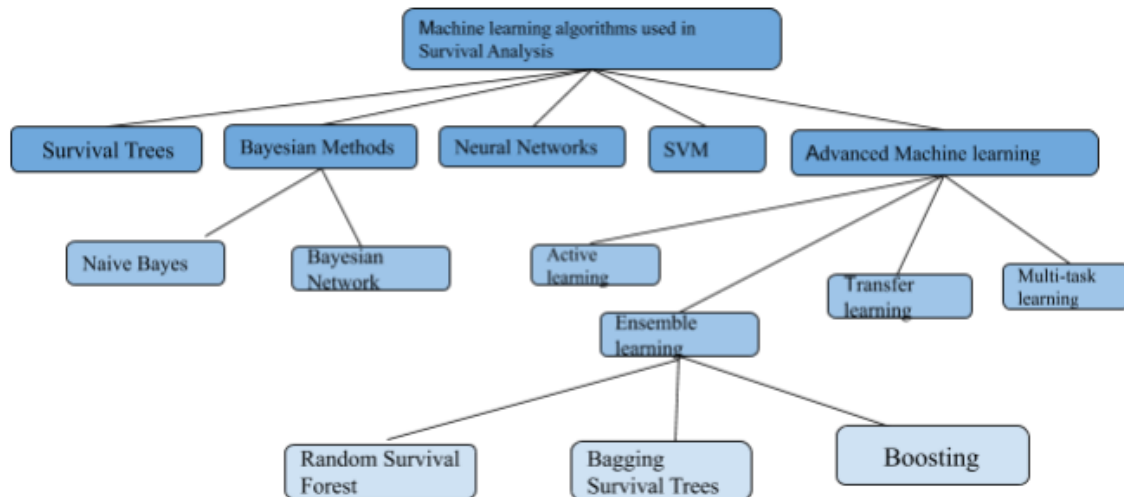 Machine learning algorithms used in
Survival Analysis
Survival Trees
Bayesian Methods
Neural Networks
SVM
Advanced Machine learning
Naive Bayes
Bayesian
Network
Active
learning
Transfer
learning
Multi-task
learning
Ensemble
learning
Random Survival
Forest
Bagging
Survival Trees
Boosting